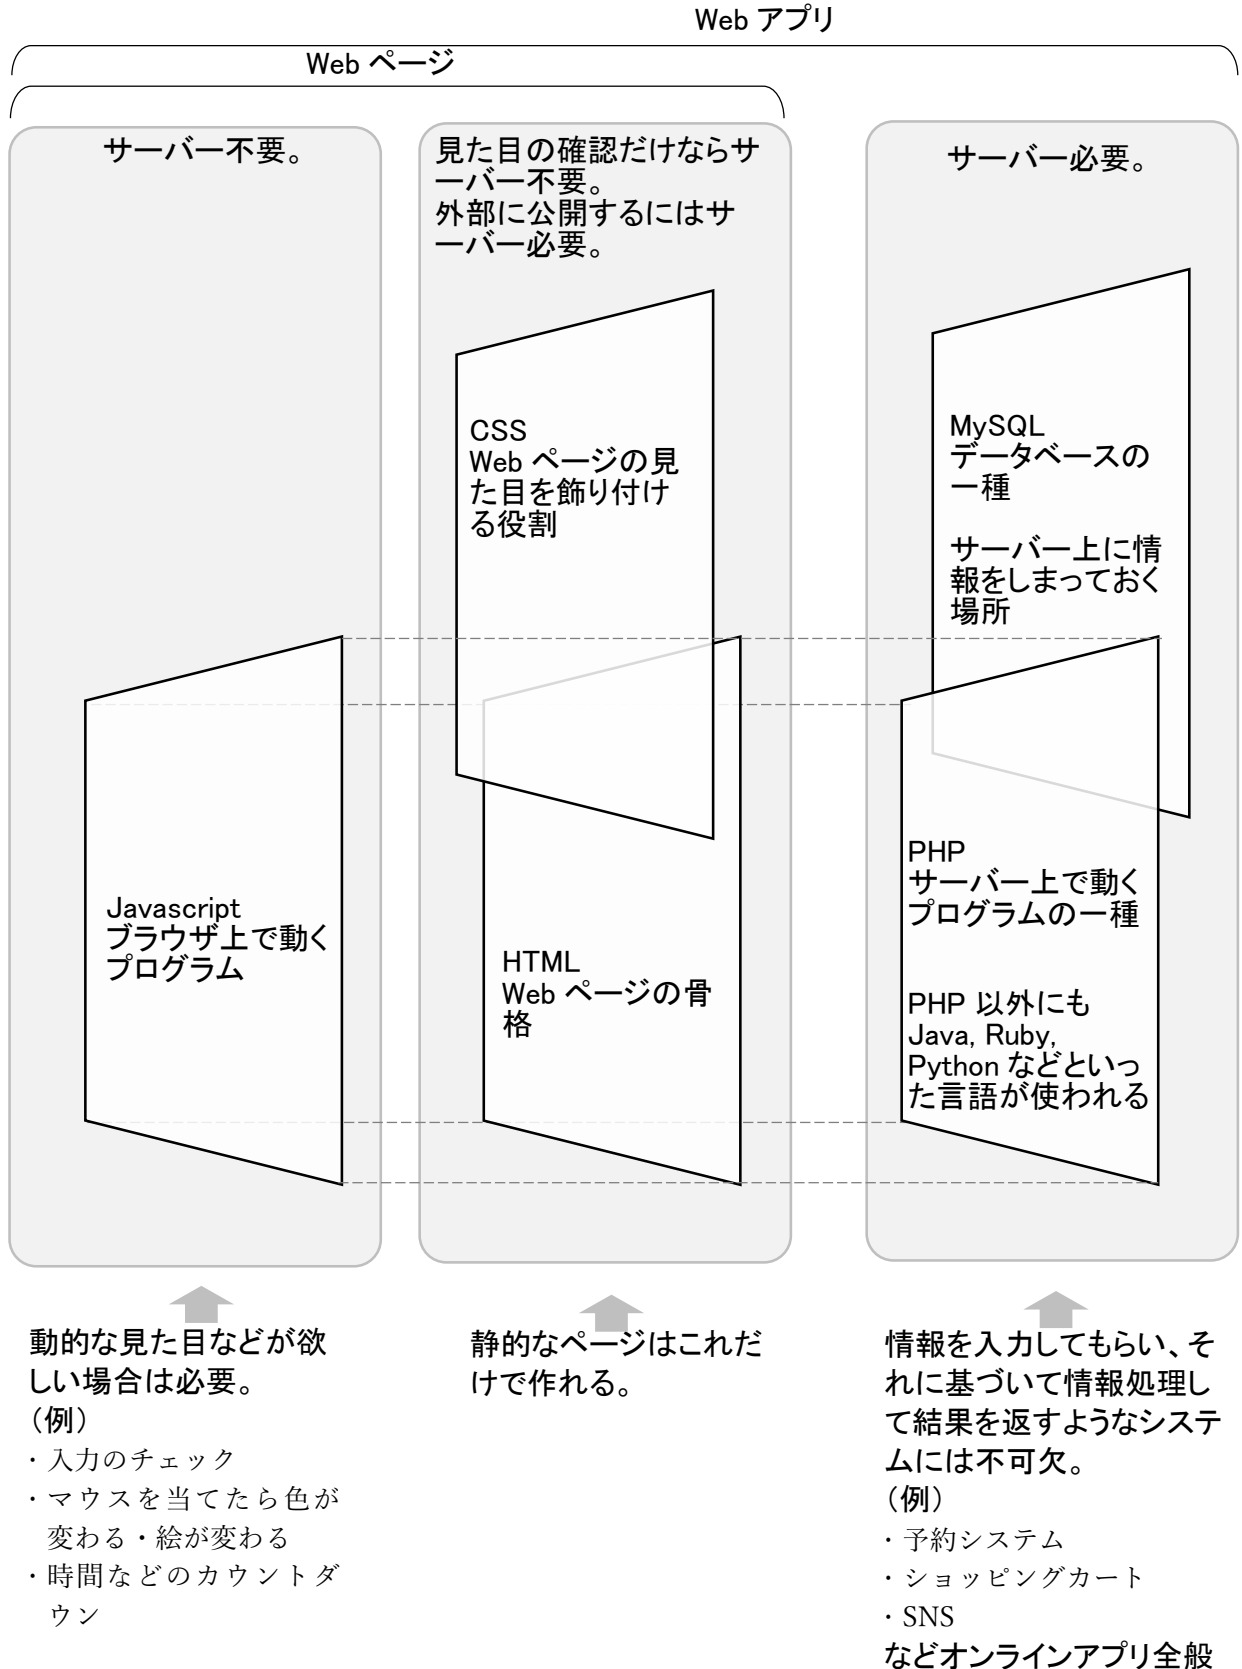 Web アプリ
Web ページ
サーバー不要。
見た目の確認だけならサ
ーバー不要。
外部に公開するにはサ
ーバー必要。
サーバー必要。
CSS
Web ページの見
た目を飾り付け
る役割
MySQL
データベースの
一種
サーバー上に情
報をしまっておく
場所
Javascript
ブラウザ上で動く
プログラム
HTML
Web ページの骨
格
PHP
サーバー上で動く
プログラムの一種
PHP 以外にも
Java, Ruby,
Python などといっ
た言語が使われる
動的な見た目などが欲
しい場合は必要。
（例）
・入力のチェック
・マウスを当てたら色が
変わる・絵が変わる
・時間などのカウントダ
ウン
静的なページはこれだ
けで作れる。
情報を入力してもらい、そ
れに基づいて情報処理し
て結果を返すようなシステ
ムには不可欠。
（例）
・予約システム
・ショッピングカート
・SNS
などオンラインアプリ全般